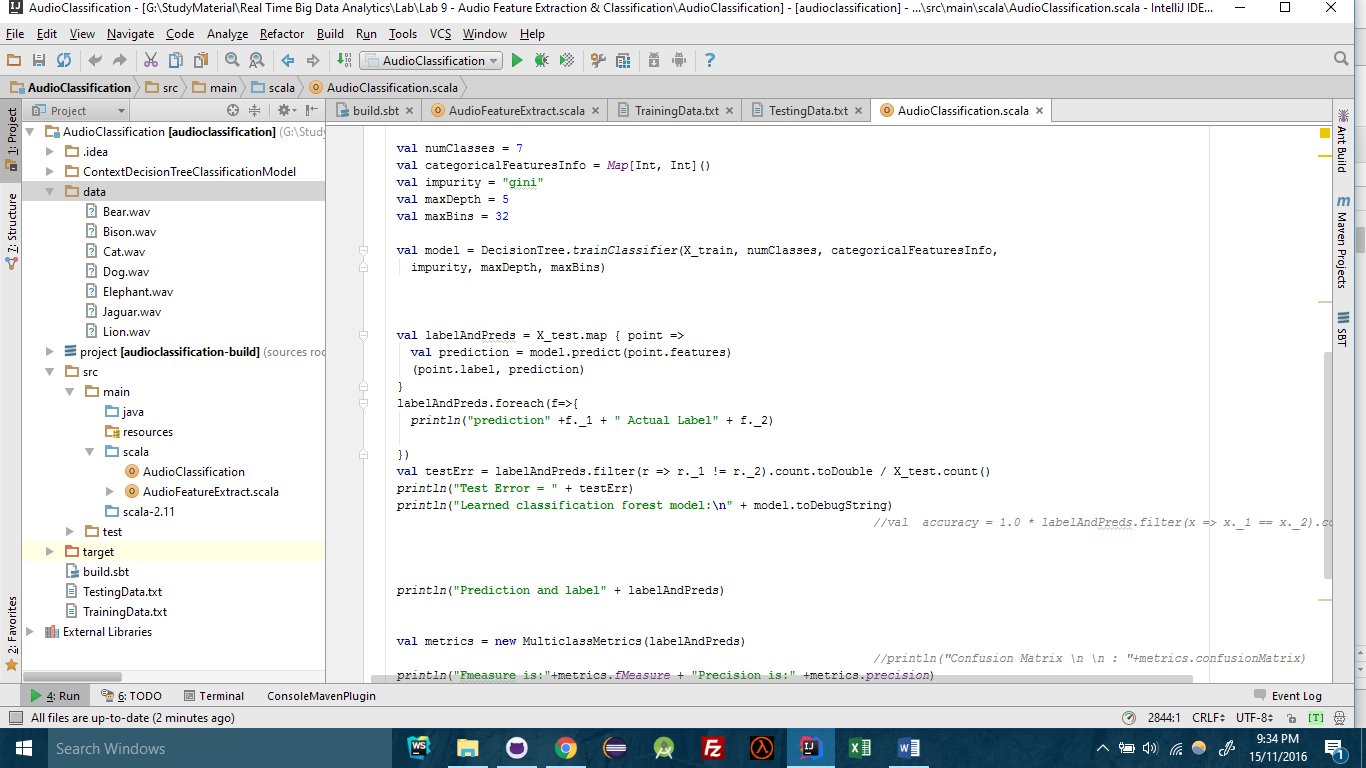 AudioClassification - [G:\StudyMaterial\Real Time Big Data Analytics\Lab\Lab 9 - Audio Feature Extraction & Classification\AudioClassification] - [audioclassification] - ...\src\main\scala\AudioClassification.scala - IntelliJ IDE...
File Edit View Navigate Code Analyze Refactor Build Run Tools VCS Window Help
AudioClassification
AudioClassification src main scala AudioClassification.scala
Project
build.sbt AudioFeatureExtract.scala TrainingData.txt TestingData.txt AudioClassification.scala
1: Project
7: Structure
2: Favorites
AudioClassification [audioclassification] (G:\Study
.idea
ContextDecisionTreeClassificationModel
data
Bear.wav
Bison.wav
Cat.wav
Dog.wav
Elephant.wav
Jaguar.wav
Lion.wav
project [audioclassification-build] (sources roo
src
main
java
resources
scala
AudioClassification
AudioFeatureExtract.scala
scala-2.11
test
target
build.sbt
TestingData.txt
TrainingData.txt
External Libraries
val numClasses = 7
val categoricalFeaturesInfo = Map[Int, Int]()
val impurity = "gini"
val maxDepth = 5
val maxBins = 32
val model = DecisionTree.trainClassifier(X_train, numClasses, categoricalFeaturesInfo,
impurity, maxDepth, maxBins)
val labelAndPreds = X_test.map { point =>
val prediction = model.predict(point.features)
(point.label, prediction)
}
labelAndPreds.foreach(f=>{
println("prediction" +f._1 + " Actual Label" + f._2)
})
val testErr = labelAndPreds.filter(r => r._1 != r._2).count.toDouble / X_test.count()
println("Test Error = " + testErr)
println("Learned classification forest model:\n" + model.toDebugString)
//val  accuracy = 1.0 * labelAndPreds.filter(x => x._1 == x._2).co
println("Prediction and label" + labelAndPreds)
val metrics = new MulticlassMetrics(labelAndPreds)
//println("Confusion Matrix \n \n : "+metrics.confusionMatrix)
println("Fmeasure is:"+metrics.fMeasure + "Precision is:" +metrics.precision)
Ant Build
m Maven Projects
SBT
4: Run 6: TODO Terminal ConsoleMavenPlugin Event Log
All files are up-to-date (2 minutes ago) 2844:1 CRLF UTF-8 [T]
Search Windows
WS
FZ
IJ
9:34 PM
15/11/2016
1